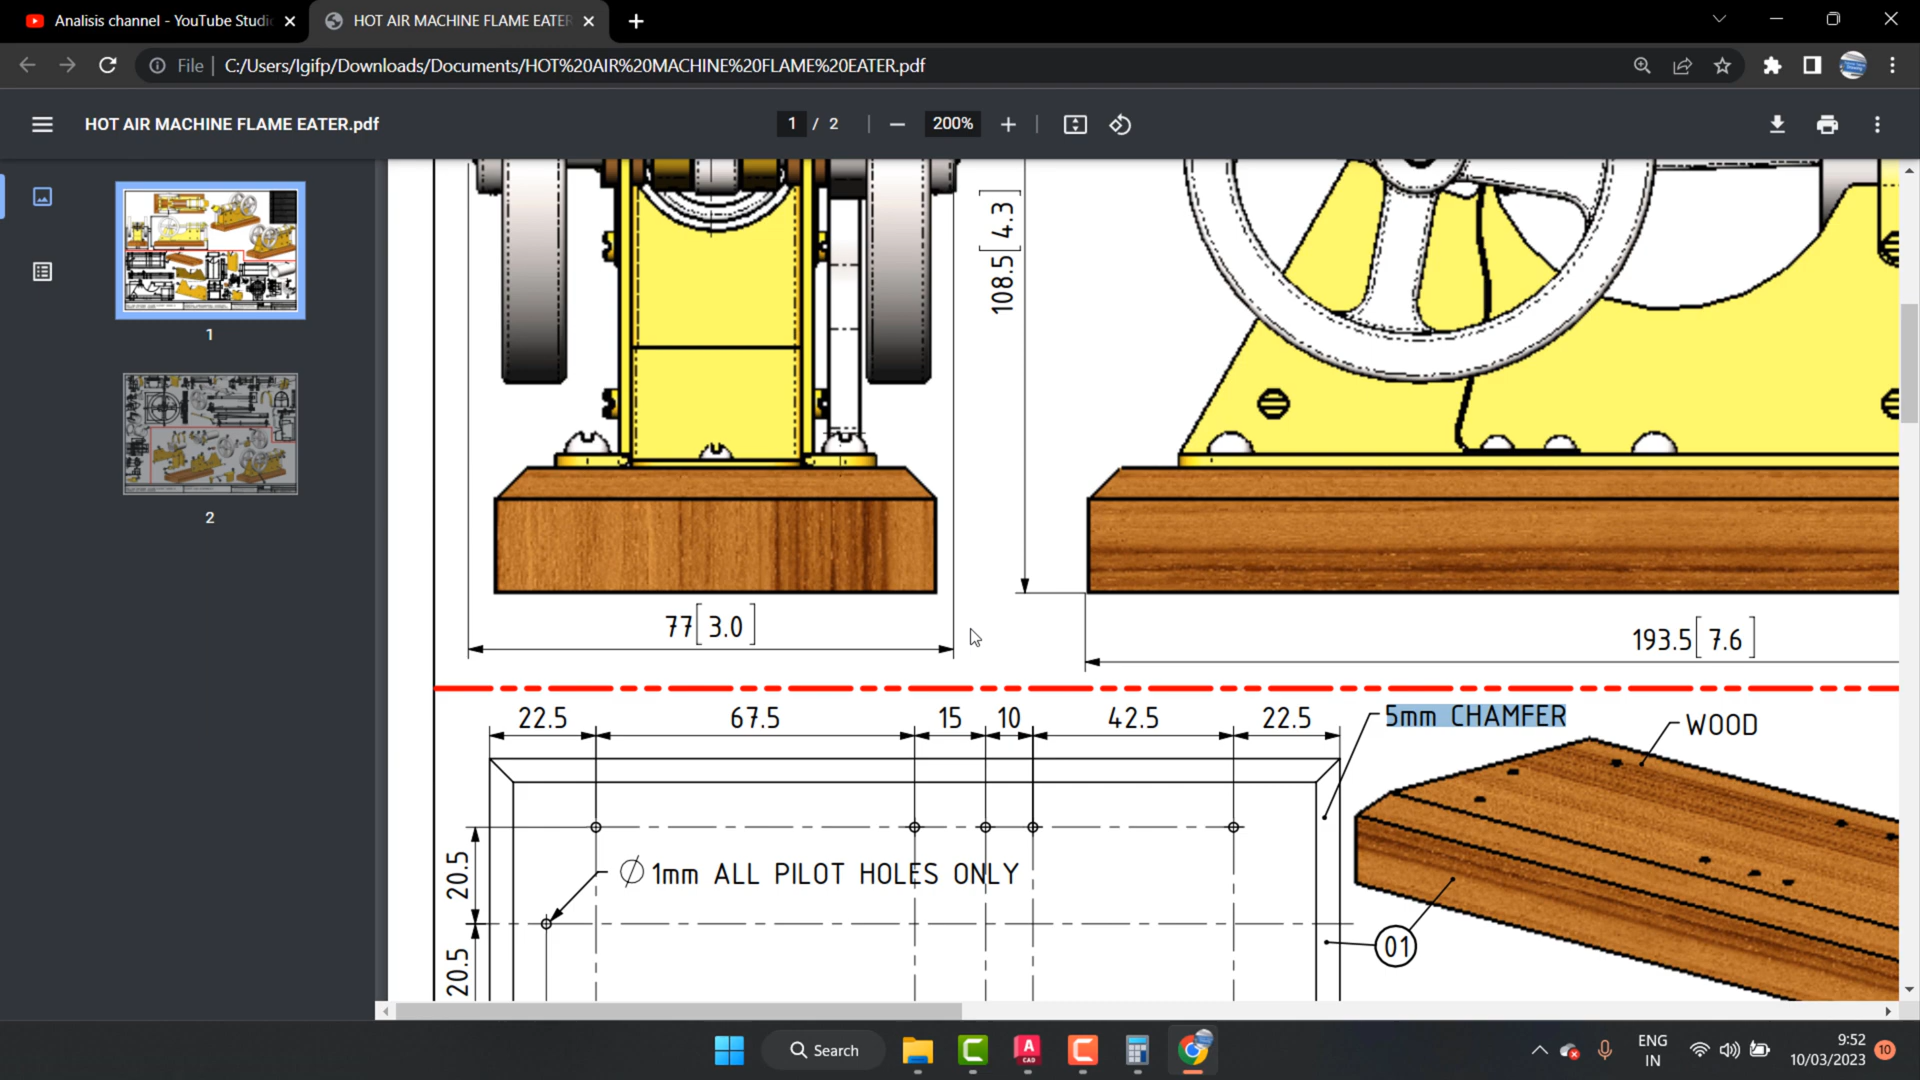 Analisis channel - YouTube Studi
HOT AIR MACHINE FLAME EATER
File
C:/Users/Igifp/Downloads/Documents/HOT%20AIR%20MACHINE%20FLAME%20EATER.pdf
HOT AIR MACHINE FLAME EATER.pdf
1 / 2
200%
1
2
108.5[4.3]
77[3.0]
193.5[7.6]
22.5
67.5
15
10
42.5
22.5
5mm CHAMFER
WOOD
20.5
Ø1mm ALL PILOT HOLES ONLY
01
20.5
Search
ENG
IN
9:52
10/03/2023
10